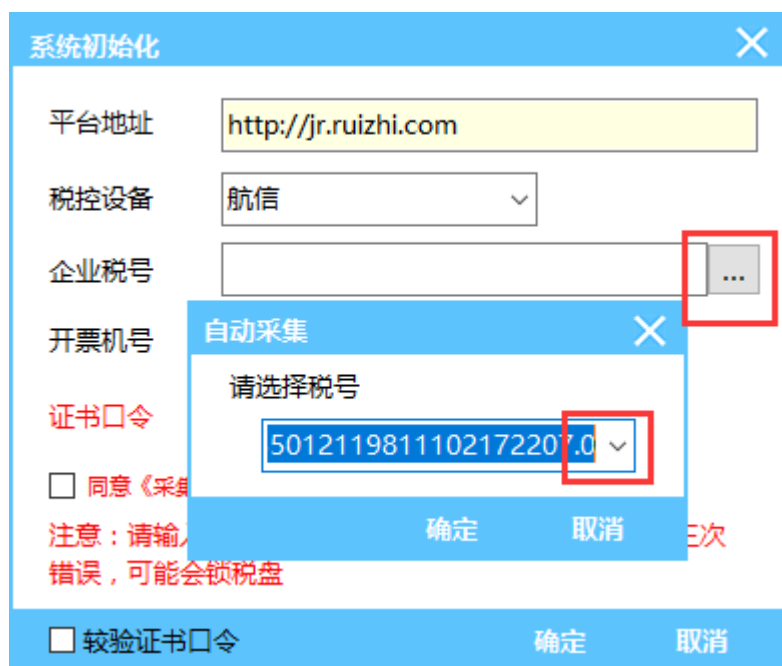 系统初始化
平台地址 http://jr.ruizhi.com
税控设备 航信
企业税号 ...
自动采集
开票机号
请选择税号
证书口令
5012119811102172207.0
同意《采集
确定 取消
注意：请输入 三次
错误，可能会锁税盘
较验证书口令 确定 取消